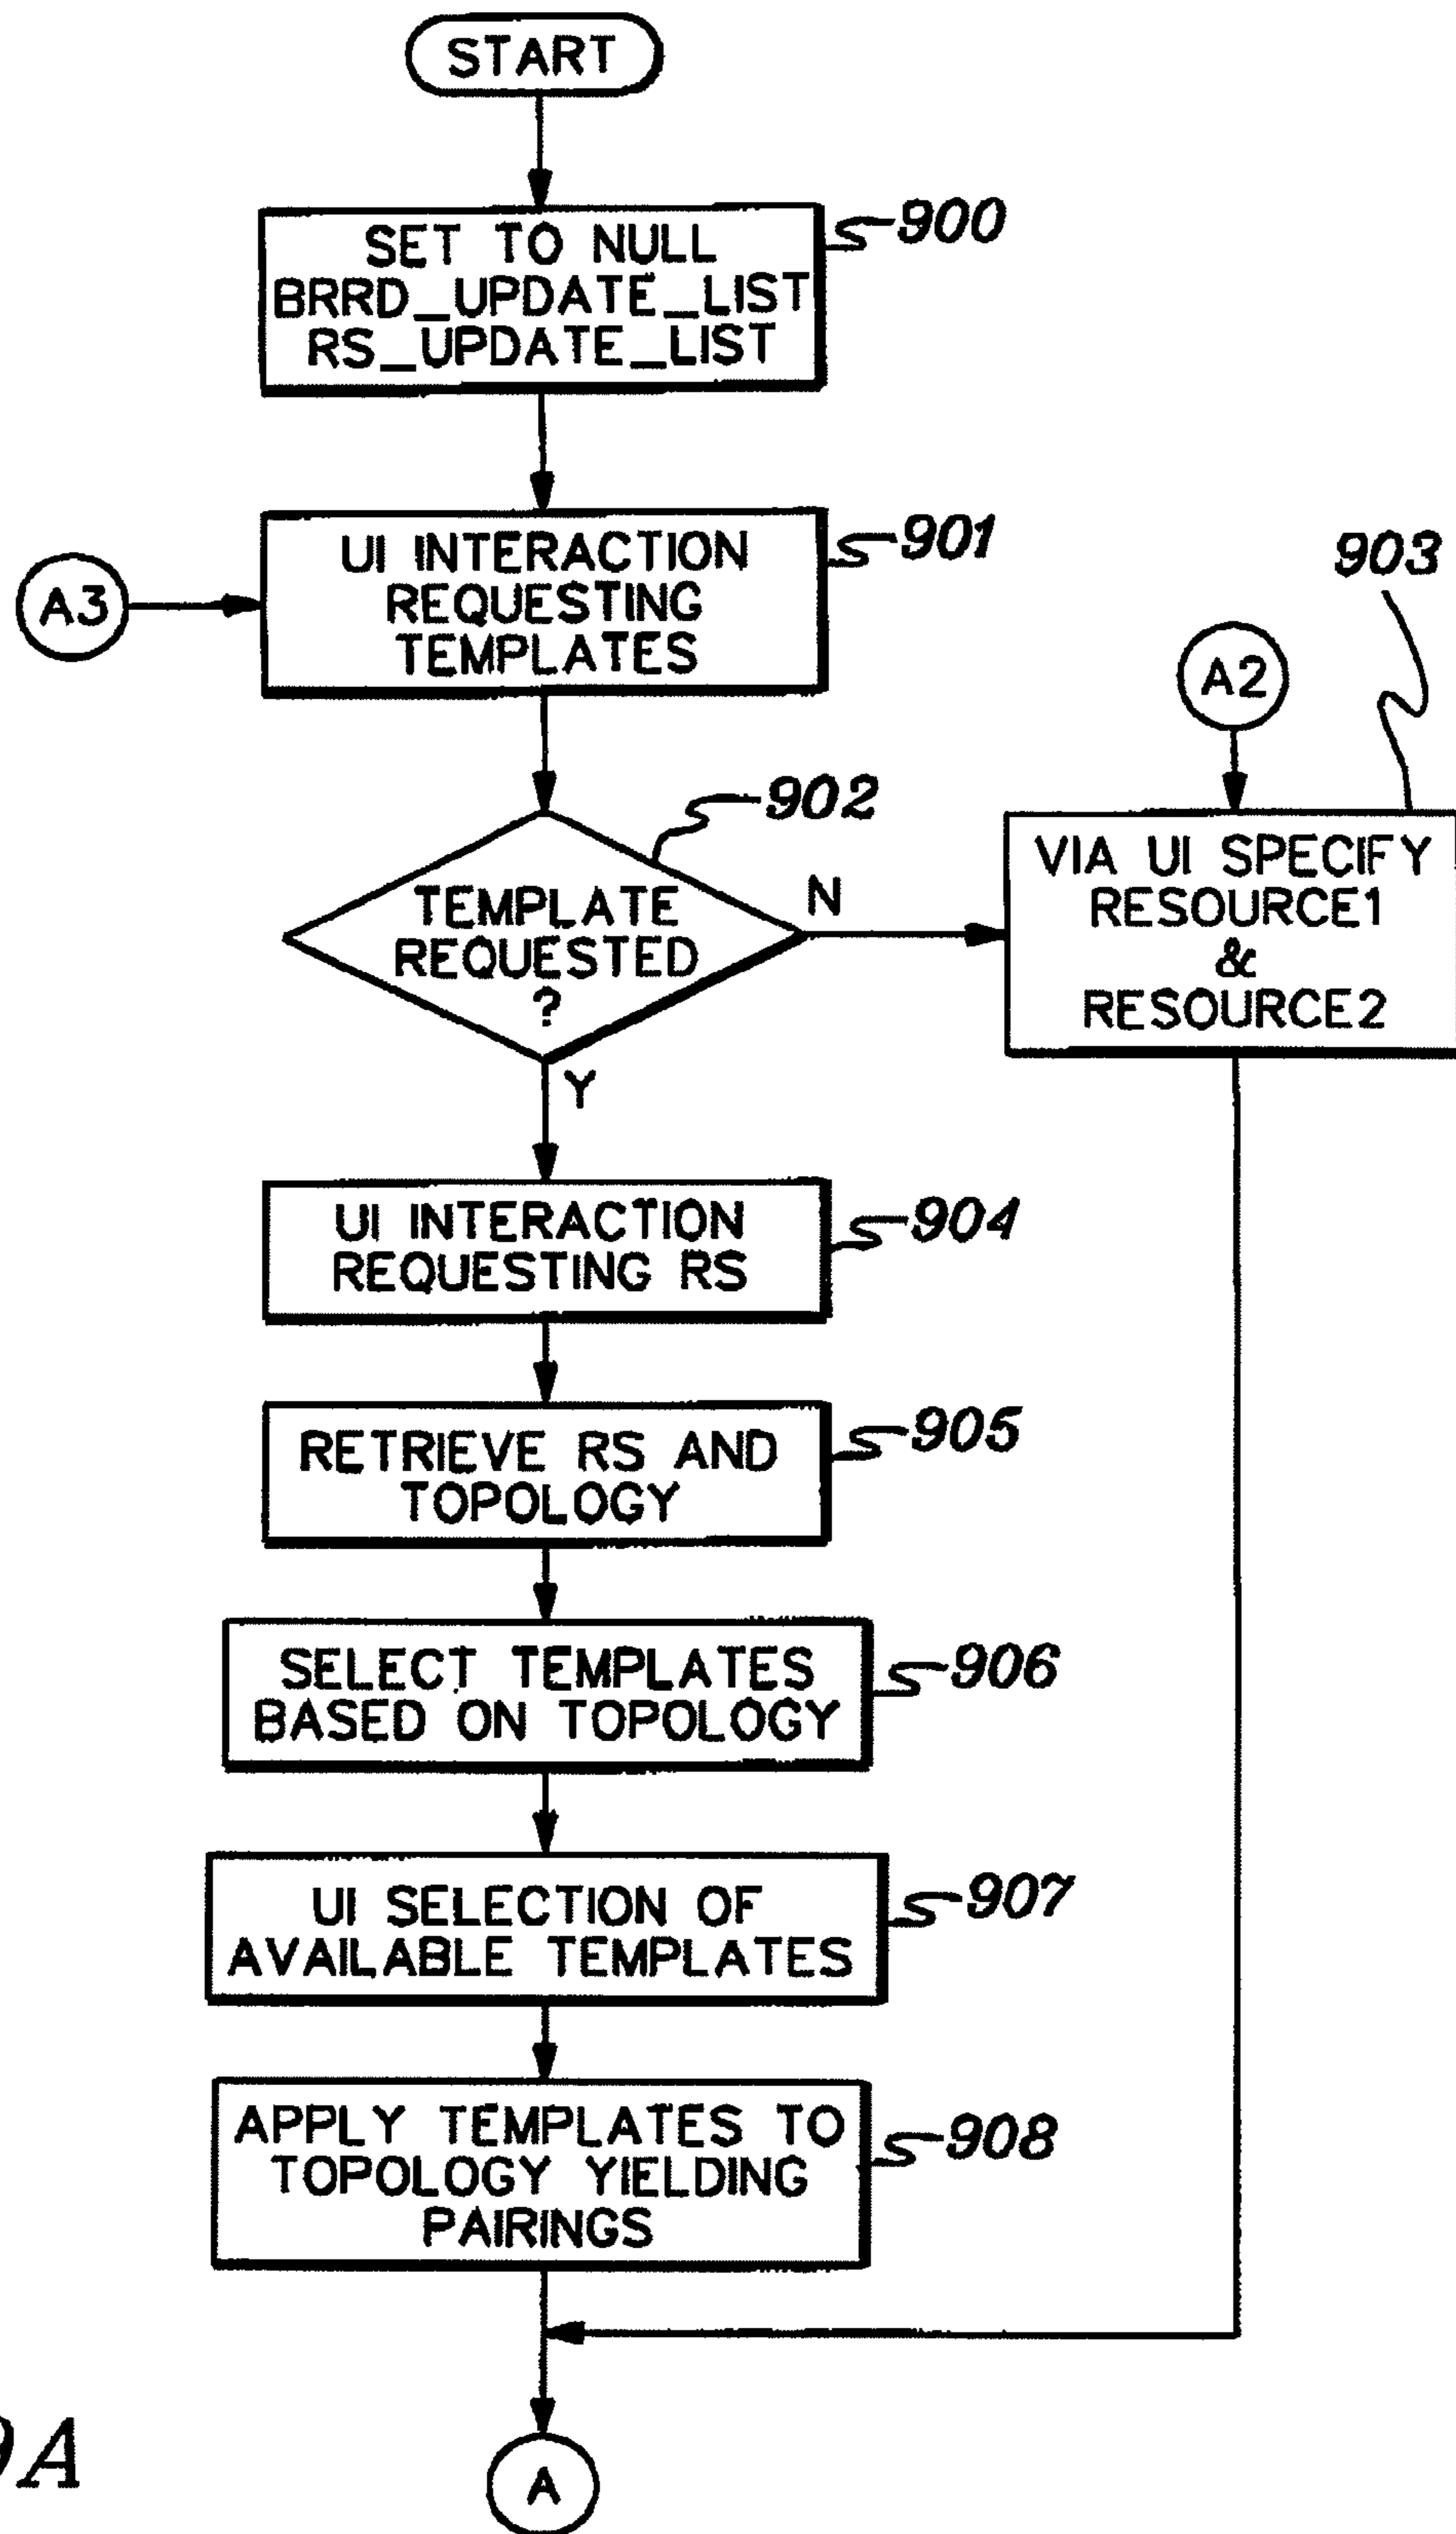 START
SET TO NULL
BRRD_UPDATE_LIST
RS_UPDATE_LIST
900
A3
UI INTERACTION
REQUESTING
TEMPLATES
901
903
A2
902
TEMPLATE
REQUESTED
?
N
Y
VIA UI SPECIFY
RESOURCE1
&
RESOURCE2
UI INTERACTION
REQUESTING RS
904
RETRIEVE RS AND
TOPOLOGY
905
SELECT TEMPLATES
BASED ON TOPOLOGY
906
UI SELECTION OF
AVAILABLE TEMPLATES
907
APPLY TEMPLATES TO
TOPOLOGY YIELDING
PAIRINGS
908
9A
A